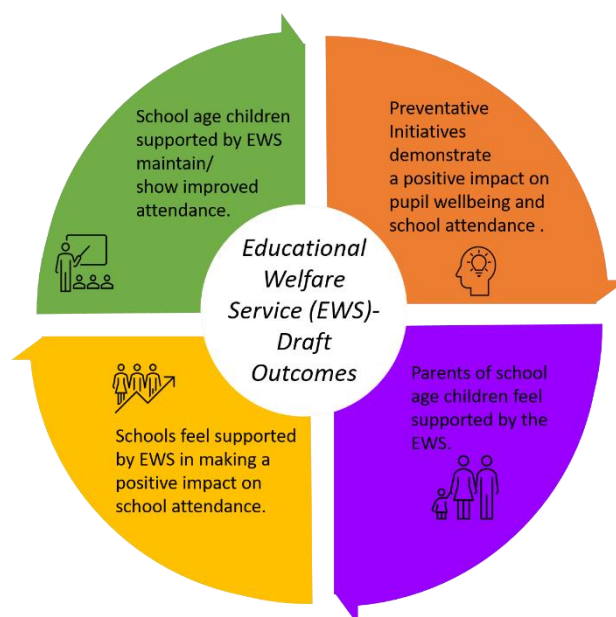 School age children
supported by EWS
maintain/
show improved
attendance.
Preventative
Initiatives
demonstrate
a positive impact on
pupil wellbeing and
school attendance .
Educational
Welfare
Service (EWS)-
Draft
Outcomes
Schools feel supported
by EWS in making a
positive impact on
school attendance.
Parents of school
age children feel
supported by the
EWS.